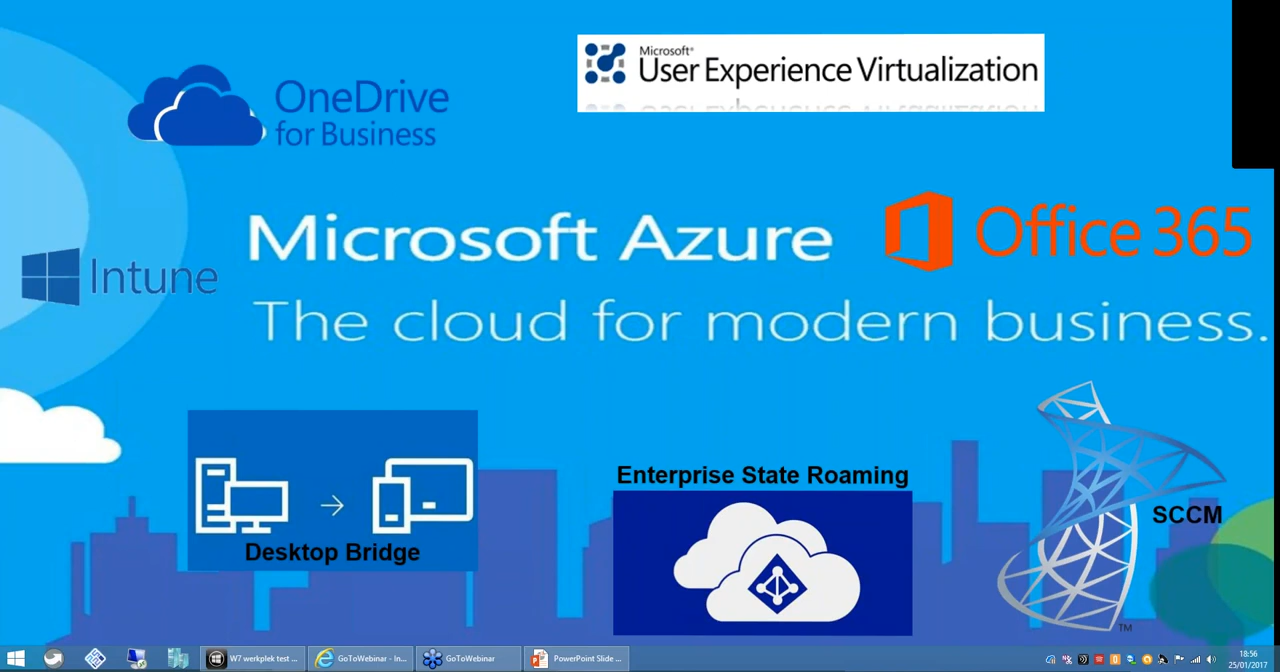 Microsoft®
User Experience Virtualization
OneDrive
for Business
Microsoft Azure
Office 365
Intune
The cloud for modern business.
Enterprise State Roaming
SCCM
Desktop Bridge
TM
W7 werkplek test ...
GoToWebinar - In...
GoToWebinar
PowerPoint Slide ...
18:56
25/01/2017